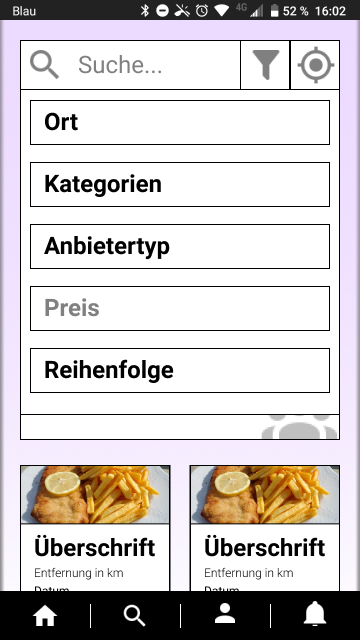 Blau 4G 52 % 16:02
Suche...
Ort
Kategorien
Anbietertyp
Preis
Reihenfolge
Überschrift Überschrift
Entfernung in km Entfernung in km
Datum Datum